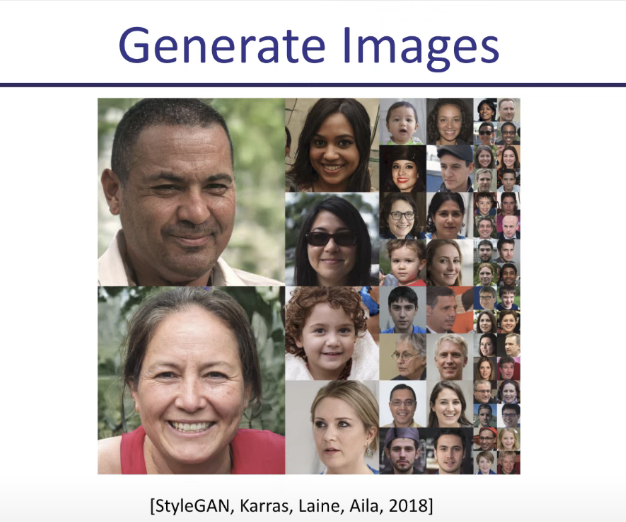 Generate Images
[StyleGAN, Karras, Laine, Aila, 2018]